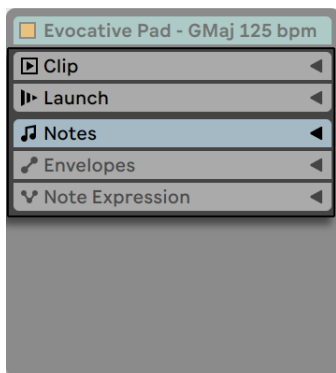 Evocative Pad - GMaj 125 bpm
Clip
Launch
Notes
Envelopes
Note Expression